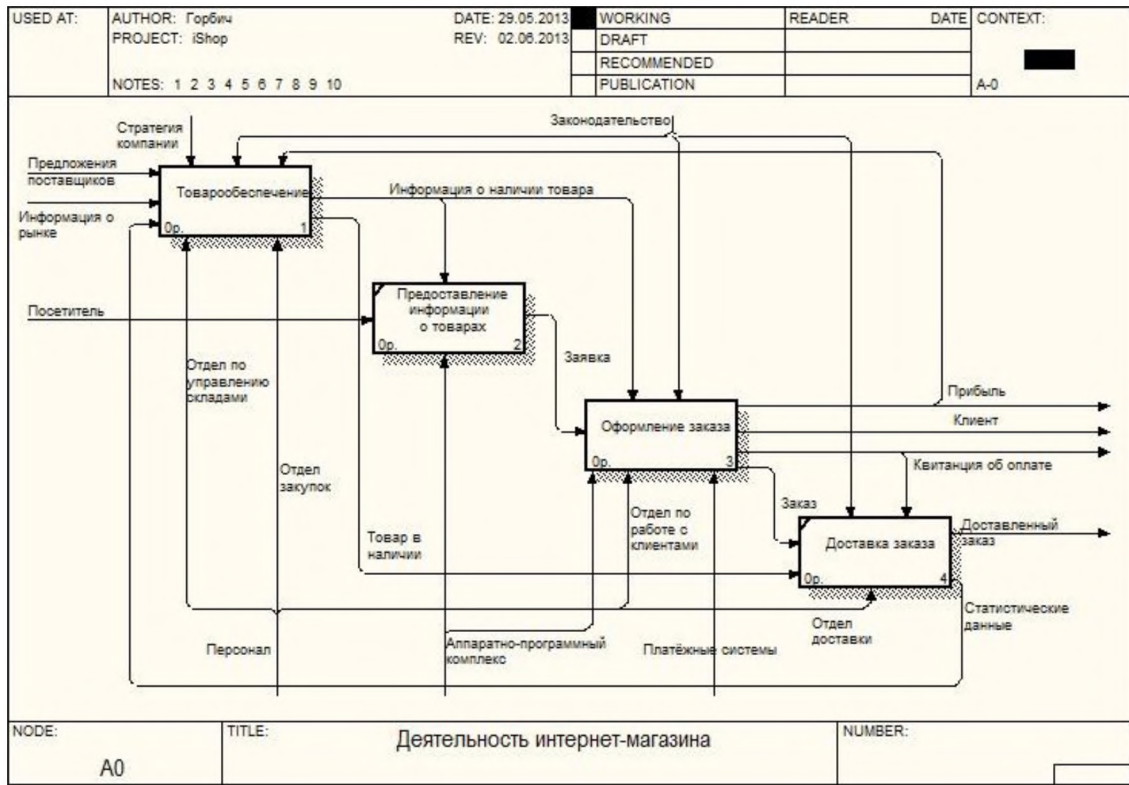 USED AT:
AUTHOR: Горбич
DATE: 29.05.2013
PROJECT: iShop
REV: 02.06.2013
NOTES: 1 2 3 4 5 6 7 8 9 10
WORKING
DRAFT
RECOMMENDED
PUBLICATION
READER
DATE
CONTEXT:
A-0
Стратегия
компании
Законодательство
Предложения
поставщиков
Товарообеспечение
0р.
1
Информация о наличии товара
Информация о
рынке
Посетитель
Предоставление
информации
о товарах
0р.
2
Отдел по
управлению
складами
Заявка
Прибыль
Клиент
Оформление заказа
0р.
3
Квитанция об оплате
Отдел
закупок
Заказ
Отдел по
работе с
клиентами
Товар в
наличии
Доставленный
заказ
Доставка заказа
0р.
4
Статистические
данные
Отдел
доставки
Персонал
Аппаратно-программный
комплекс
Платёжные системы
NODE:
A0
TITLE:
Деятельность интернет-магазина
NUMBER: